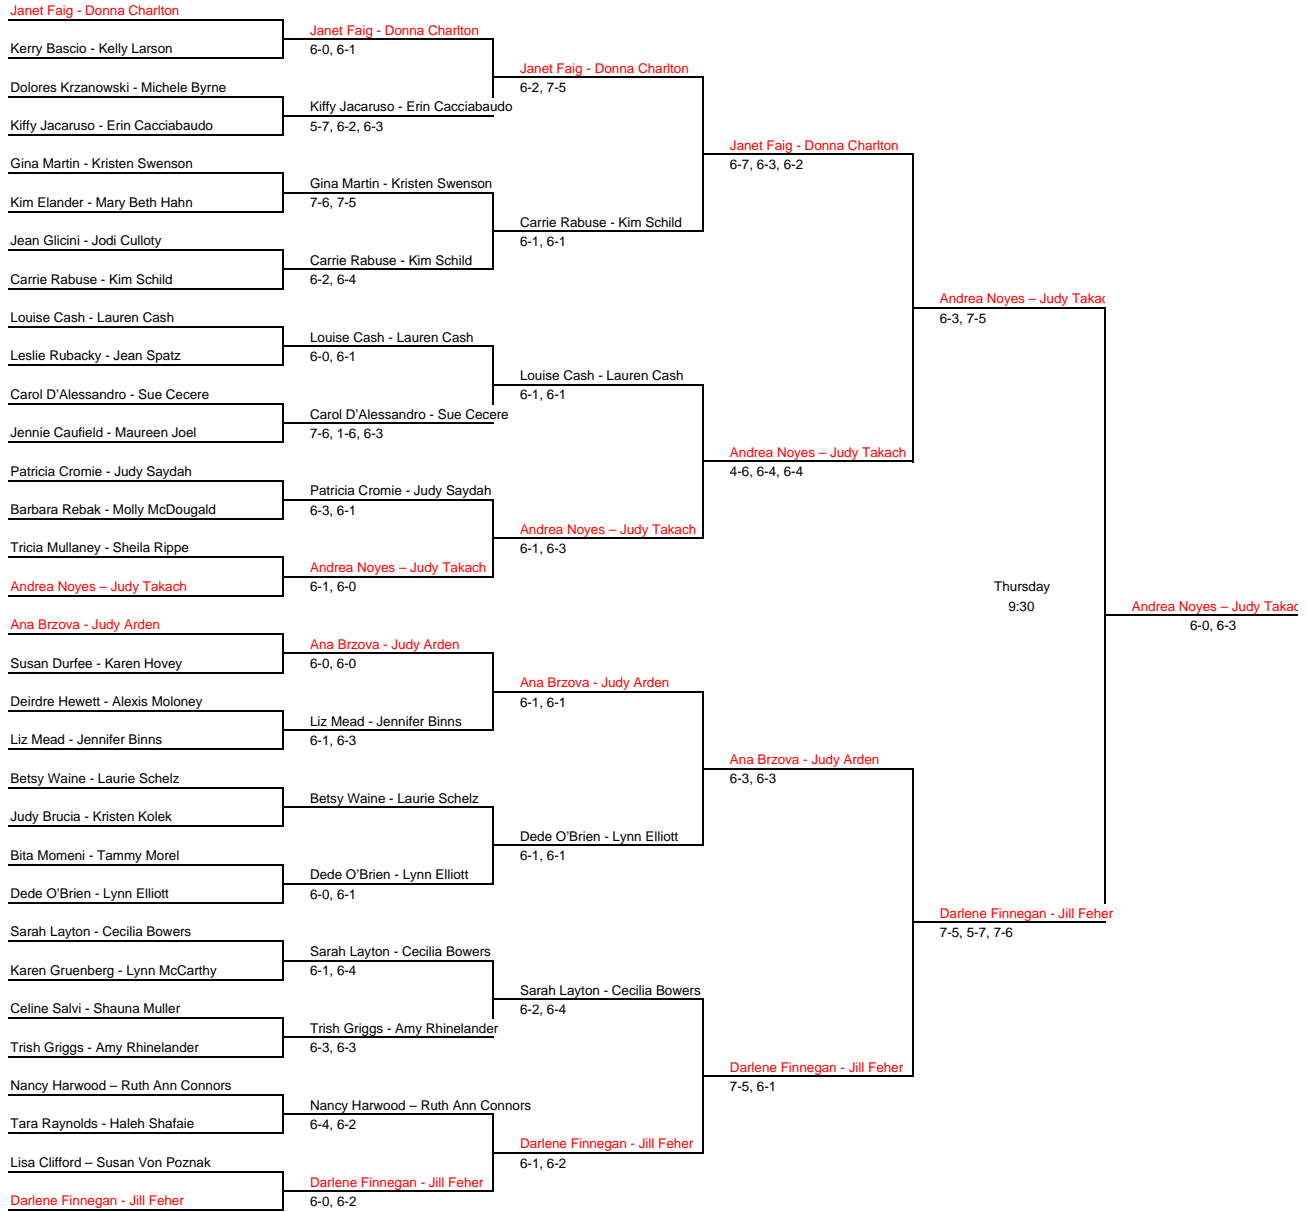 Janet Faig - Donna Charlton
Kerry Bascio - Kelly Larson
Dolores Krzanowski - Michele Byrne
Kiffy Jacaruso - Erin Cacciabaudo
Gina Martin - Kristen Swenson
Kim Elander - Mary Beth Hahn
Jean Glicini - Jodi Culloty
Carrie Rabuse - Kim Schild
Louise Cash - Lauren Cash
Leslie Rubacky - Jean Spatz
Carol D’Alessandro - Sue Cecere
Jennie Caufield - Maureen Joel
Patricia Cromie - Judy Saydah
Barbara Rebak - Molly McDougald
Tricia Mullaney - Sheila Rippe
Andrea Noyes – Judy Takach
Ana Brzova - Judy Arden
Susan Durfee - Karen Hovey
Deirdre Hewett - Alexis Moloney
Liz Mead - Jennifer Binns
Betsy Waine - Laurie Schelz
Judy Brucia - Kristen Kolek
Bita Momeni - Tammy Morel
Dede O’Brien - Lynn Elliott
Sarah Layton - Cecilia Bowers
Karen Gruenberg - Lynn McCarthy
Celine Salvi - Shauna Muller
Trish Griggs - Amy Rhinelander
Nancy Harwood – Ruth Ann Connors
Tara Raynolds - Haleh Shafaie
Lisa Clifford – Susan Von Poznak
Darlene Finnegan - Jill Feher
Janet Faig - Donna Charlton
6-0, 6-1
Kiffy Jacaruso - Erin Cacciabaudo
5-7, 6-2, 6-3
Gina Martin - Kristen Swenson
7-6, 7-5
Carrie Rabuse - Kim Schild
6-2, 6-4
Louise Cash - Lauren Cash
6-0, 6-1
Carol D’Alessandro - Sue Cecere
7-6, 1-6, 6-3
Patricia Cromie - Judy Saydah
6-3, 6-1
Andrea Noyes – Judy Takach
6-1, 6-0
Ana Brzova - Judy Arden
6-0, 6-0
Liz Mead - Jennifer Binns
6-1, 6-3
Betsy Waine - Laurie Schelz
Dede O’Brien - Lynn Elliott
6-0, 6-1
Sarah Layton - Cecilia Bowers
6-1, 6-4
Trish Griggs - Amy Rhinelander
6-3, 6-3
Nancy Harwood – Ruth Ann Connors
6-4, 6-2
Darlene Finnegan - Jill Feher
6-0, 6-2
Janet Faig - Donna Charlton
6-2, 7-5
Carrie Rabuse - Kim Schild
6-1, 6-1
Louise Cash - Lauren Cash
6-1, 6-1
Andrea Noyes – Judy Takach
6-1, 6-3
Ana Brzova - Judy Arden
6-1, 6-1
Dede O’Brien - Lynn Elliott
6-1, 6-1
Sarah Layton - Cecilia Bowers
6-2, 6-4
Darlene Finnegan - Jill Feher
6-1, 6-2
Janet Faig - Donna Charlton
6-7, 6-3, 6-2
Andrea Noyes – Judy Takach
4-6, 6-4, 6-4
Ana Brzova - Judy Arden
6-3, 6-3
Darlene Finnegan - Jill Feher
7-5, 6-1
Andrea Noyes – Judy Takac
6-3, 7-5
Darlene Finnegan - Jill Feher
7-5, 5-7, 7-6
Thursday
9:30
Andrea Noyes – Judy Takac
6-0, 6-3